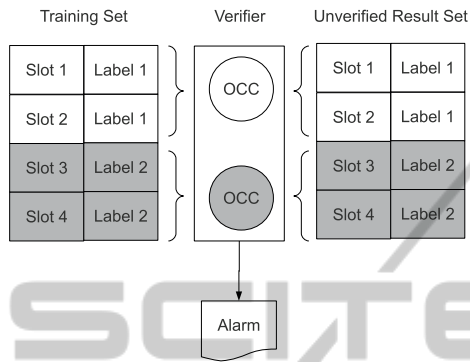 Training Set
Verifier
Unverified Result Set
Slot 1 Label 1
Slot 2 Label 1
Slot 3 Label 2
Slot 4 Label 2
OCC
OCC
Slot 1 Label 1
Slot 2 Label 1
Slot 3 Label 2
Slot 4 Label 2
Alarm
SCITE